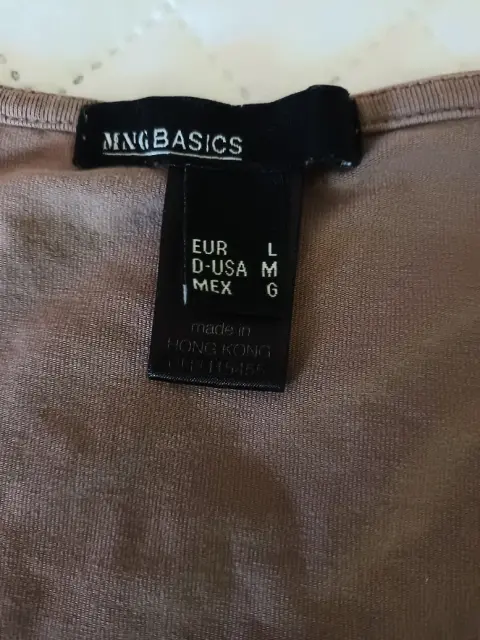 MNGBASICS
EUR L
D-USA M
MEX G
made in
HONG KONG